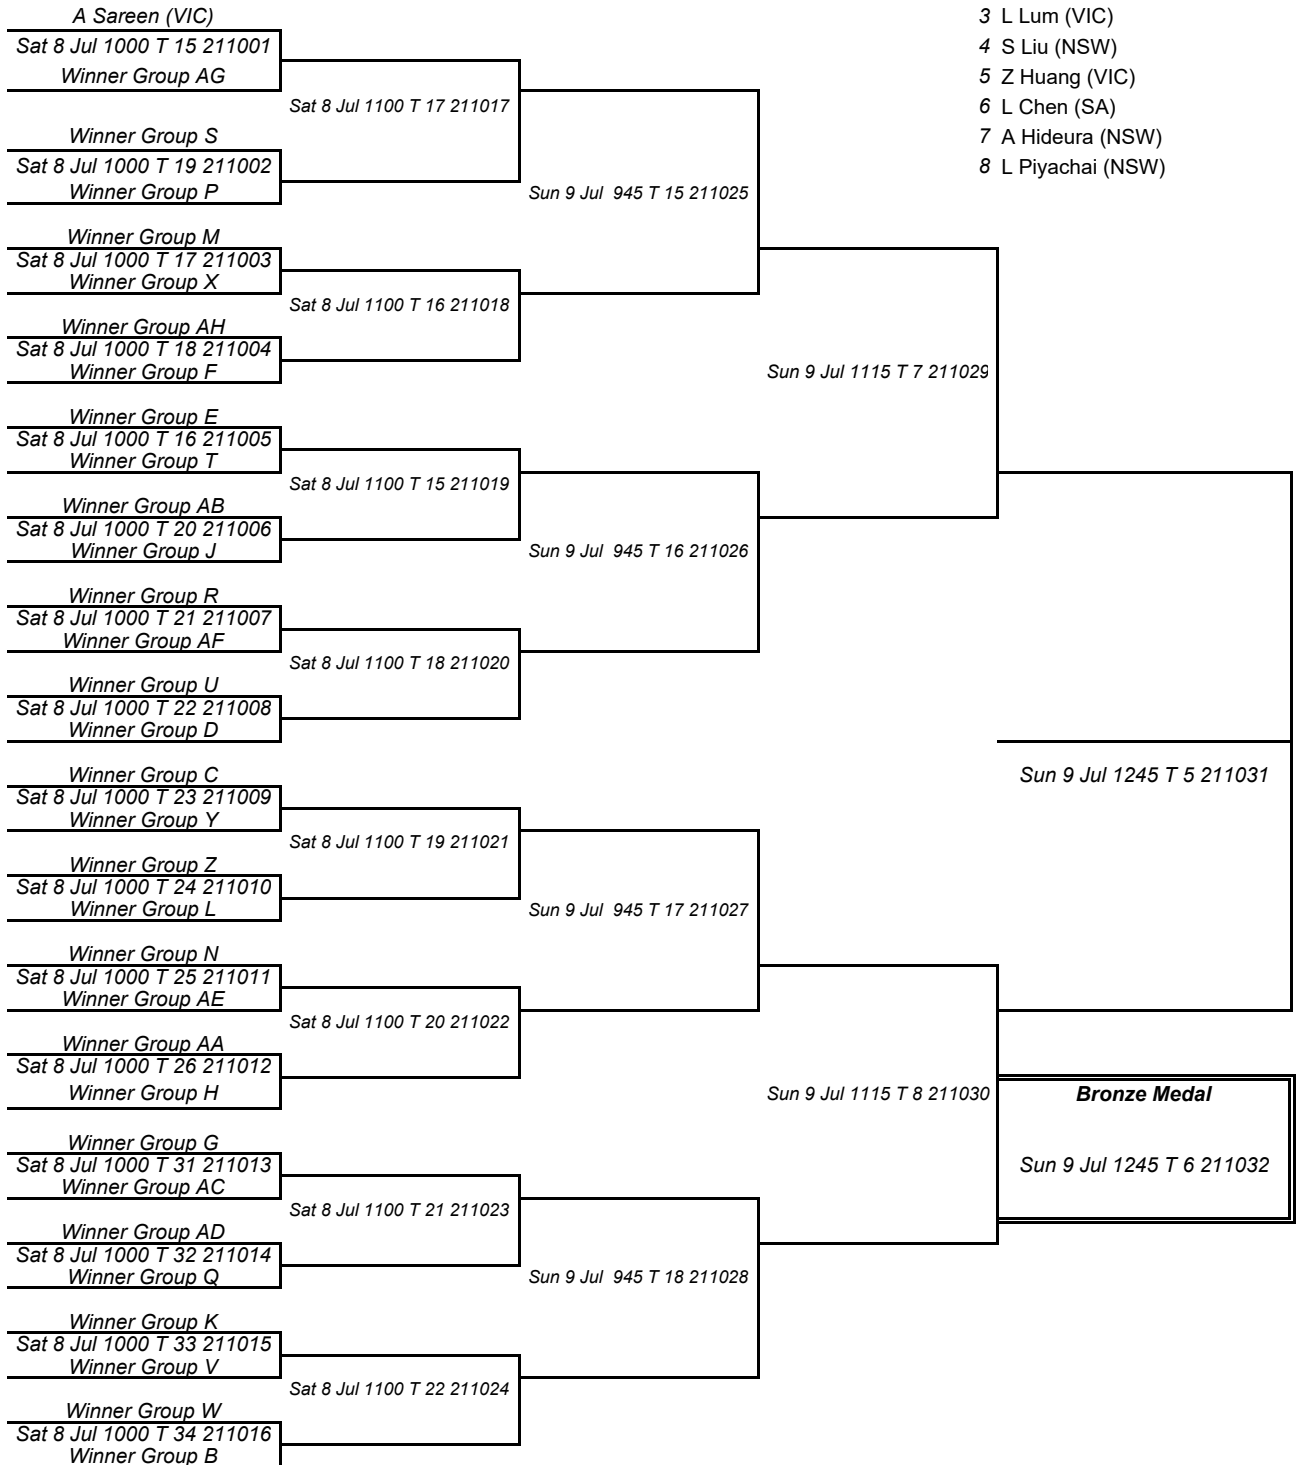 A Sareen (VIC)
Sat 8 Jul 1000 T 15 211001
Winner Group AG
Sat 8 Jul 1100 T 17 211017
Winner Group S
Sat 8 Jul 1000 T 19 211002
Winner Group P
Sun 9 Jul 945 T 15 211025
Winner Group M
Sat 8 Jul 1000 T 17 211003
Winner Group X
Sat 8 Jul 1100 T 16 211018
Winner Group AH
Sat 8 Jul 1000 T 18 211004
Winner Group F
Sun 9 Jul 1115 T 7 211029
Winner Group E
Sat 8 Jul 1000 T 16 211005
Winner Group T
Sat 8 Jul 1100 T 15 211019
Winner Group AB
Sat 8 Jul 1000 T 20 211006
Winner Group J
Sun 9 Jul 945 T 16 211026
Winner Group R
Sat 8 Jul 1000 T 21 211007
Winner Group AF
Sat 8 Jul 1100 T 18 211020
Winner Group U
Sat 8 Jul 1000 T 22 211008
Winner Group D
Sun 9 Jul 1245 T 5 211031
Winner Group C
Sat 8 Jul 1000 T 23 211009
Winner Group Y
Sat 8 Jul 1100 T 19 211021
Winner Group Z
Sat 8 Jul 1000 T 24 211010
Winner Group L
Sun 9 Jul 945 T 17 211027
Winner Group N
Sat 8 Jul 1000 T 25 211011
Winner Group AE
Sat 8 Jul 1100 T 20 211022
Winner Group AA
Sat 8 Jul 1000 T 26 211012
Winner Group H
Sun 9 Jul 1115 T 8 211030
Bronze Medal
Sun 9 Jul 1245 T 6 211032
Winner Group G
Sat 8 Jul 1000 T 31 211013
Winner Group AC
Sat 8 Jul 1100 T 21 211023
Winner Group AD
Sat 8 Jul 1000 T 32 211014
Winner Group Q
Sun 9 Jul 945 T 18 211028
Winner Group K
Sat 8 Jul 1000 T 33 211015
Winner Group V
Sat 8 Jul 1100 T 22 211024
Winner Group W
Sat 8 Jul 1000 T 34 211016
Winner Group B
3 L Lum (VIC)
4 S Liu (NSW)
5 Z Huang (VIC)
6 L Chen (SA)
7 A Hideura (NSW)
8 L Piyachai (NSW)